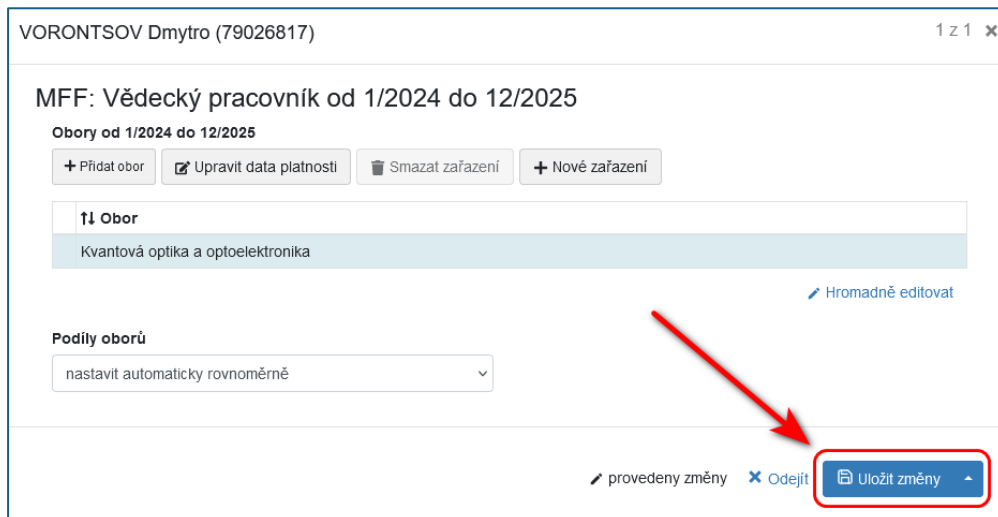 VORONTSOV Dmytro (79026817) 1 z 1 ×
MFF: Vědecký pracovník od 1/2024 do 12/2025
Obory od 1/2024 do 12/2025
+ Přidat obor Upravit data platnosti Smazat zařazení + Nové zařazení
↑↓ Obor
Kvantová optika a optoelektronika
Hromadně editovat
Podíly oborů
nastavit automaticky rovnoměrně
provedeny změny × Odejít Uložit změny